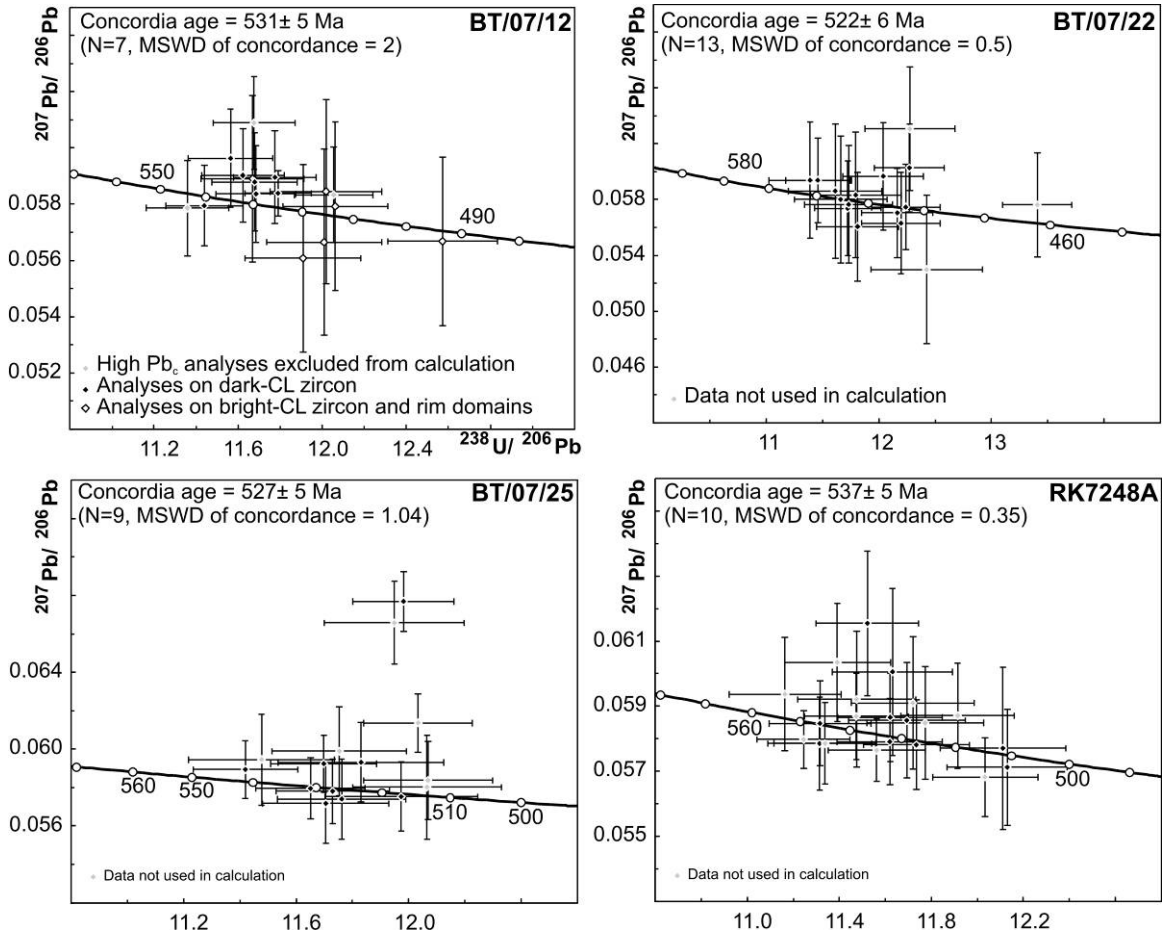 Concordia age = 531± 5 Ma
(N=7, MSWD of concordance = 2)
BT/07/12
207Pb/ 206Pb
550
490
0.058
0.056
0.054
0.052
High Pbc analyses excluded from calculation
Analyses on dark-CL zircon
Analyses on bright-CL zircon and rim domains
11.2 11.6 12.0 12.4 238U/ 206Pb
Concordia age = 522± 6 Ma
(N=13, MSWD of concordance = 0.5)
BT/07/22
207Pb/ 206Pb
580
460
0.058
0.054
0.050
0.046
Data not used in calculation
11 12 13
Concordia age = 527± 5 Ma
(N=9, MSWD of concordance = 1.04)
BT/07/25
207Pb/ 206Pb
0.064
0.060
0.056
560 550 510 500
Data not used in calculation
11.2 11.6 12.0
Concordia age = 537± 5 Ma
(N=10, MSWD of concordance = 0.35)
RK7248A
207Pb/ 206Pb
0.061
0.059
0.057
0.055
560
500
Data not used in calculation
11.0 11.4 11.8 12.2